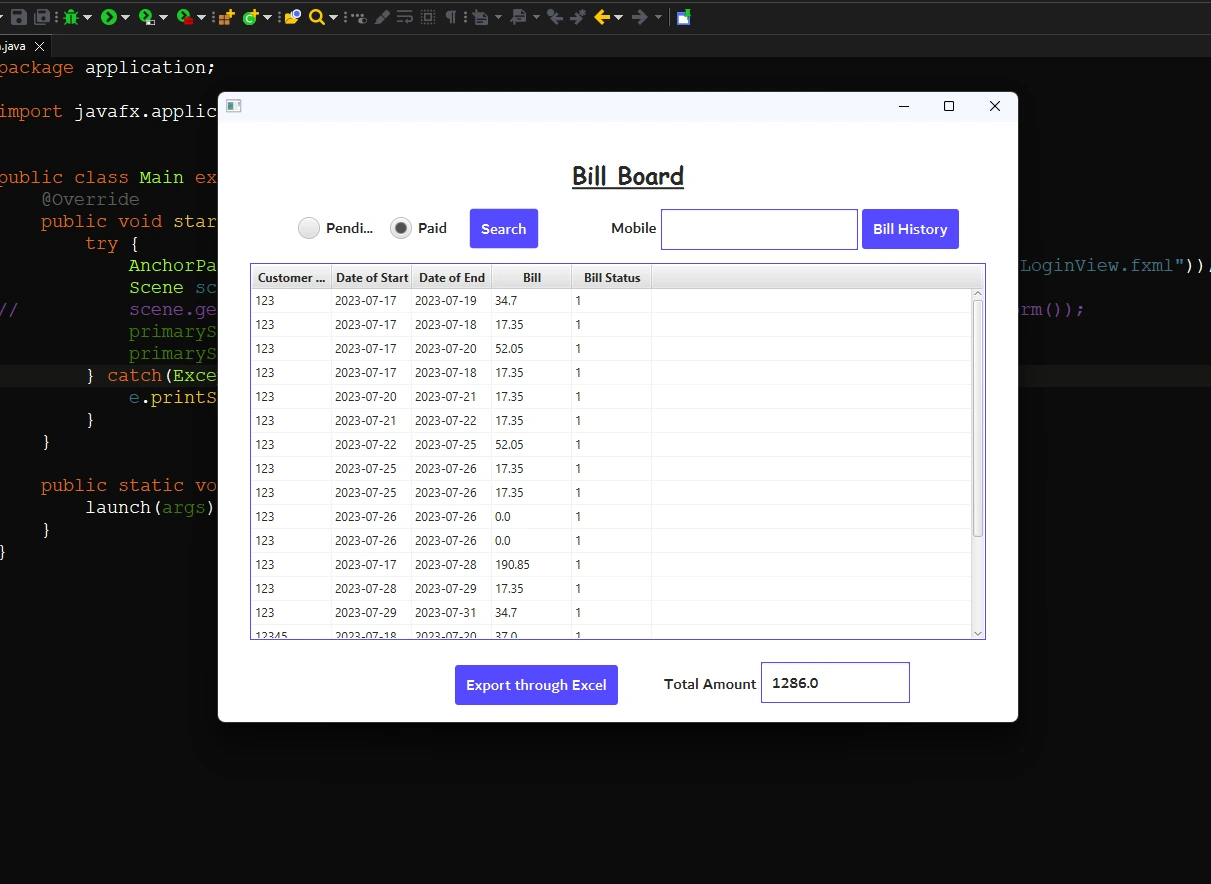 .java
package application;
import javafx.applic
public class Main ex
@Override
public void star
try {
AnchorPa
LoginView.fxml"));
Scene sc
// scene.ge
rm());
primaryS
primaryS
} catch(Exce
e.printS
}
}
public static vo
launch(args)
}
}
Bill Board
Pendi... Paid Search Mobile Bill History
Customer ... Date of Start Date of End Bill Bill Status
123 2023-07-17 2023-07-19 34.7 1
123 2023-07-17 2023-07-18 17.35 1
123 2023-07-17 2023-07-20 52.05 1
123 2023-07-17 2023-07-18 17.35 1
123 2023-07-20 2023-07-21 17.35 1
123 2023-07-21 2023-07-22 17.35 1
123 2023-07-22 2023-07-25 52.05 1
123 2023-07-25 2023-07-26 17.35 1
123 2023-07-25 2023-07-26 17.35 1
123 2023-07-26 2023-07-26 0.0 1
123 2023-07-26 2023-07-26 0.0 1
123 2023-07-17 2023-07-28 190.85 1
123 2023-07-28 2023-07-29 17.35 1
123 2023-07-29 2023-07-31 34.7 1
12345 2023-07-18 2023-07-20 37.0 1
Export through Excel Total Amount 1286.0